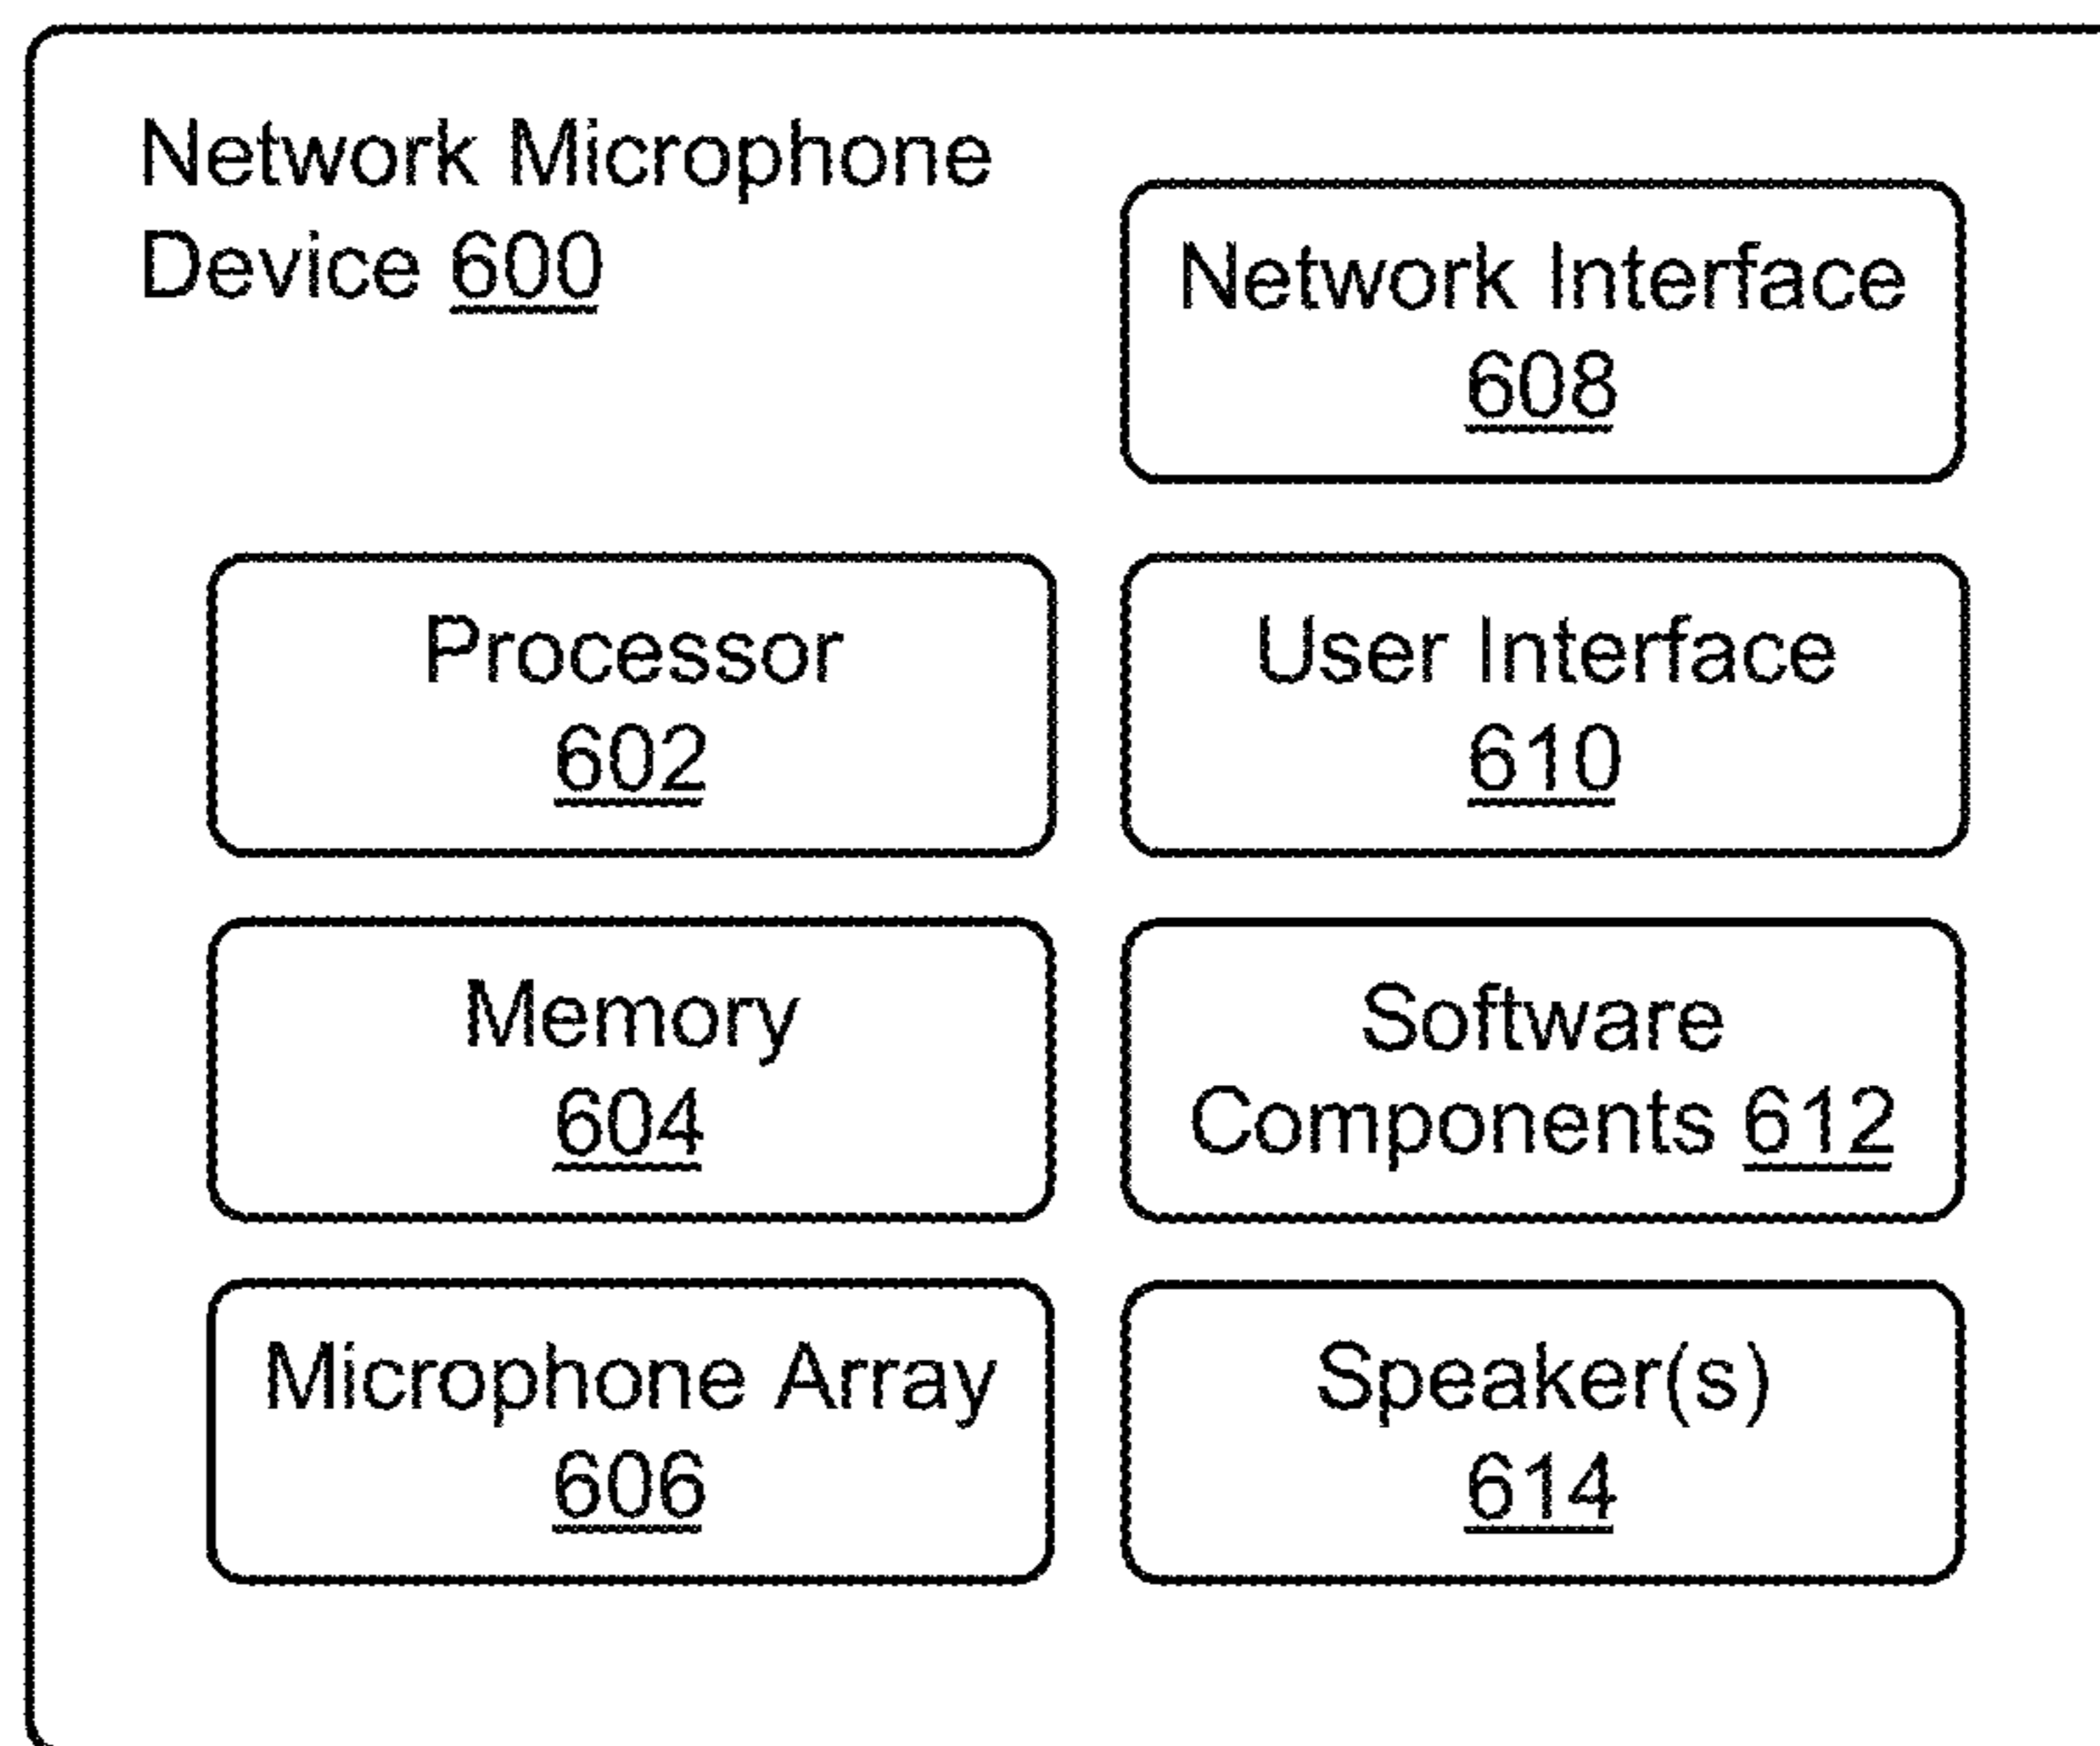 Network Microphone
Device 600
Network Interface
608
Processor
602
User Interface
610
Memory
604
Software
Components 612
Microphone Array
606
Speaker(s)
614